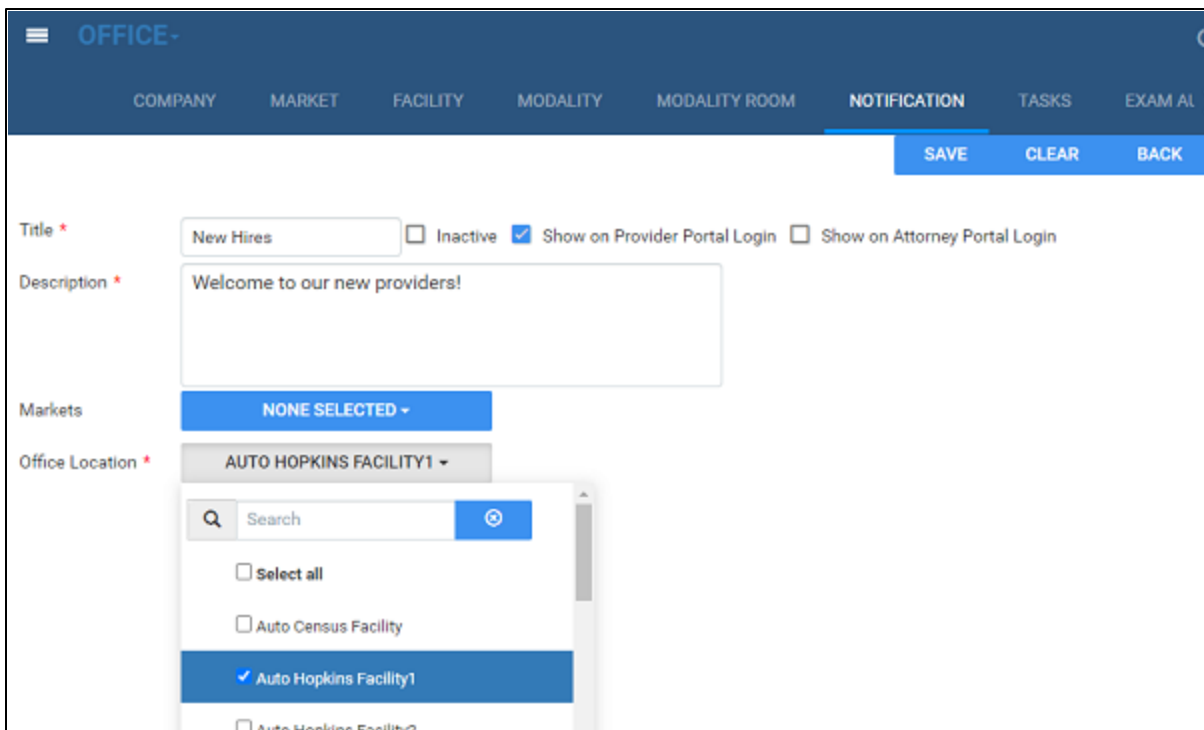 OFFICE
COMPANY MARKET FACILITY MODALITY MODALITY ROOM NOTIFICATION TASKS EXAM
SAVE CLEAR BACK
Title * New Hires Inactive Show on Provider Portal Login Show on Attorney Portal Login
Description * Welcome to our new providers!
Markets NONE SELECTED
Office Location * AUTO HOPKINS FACILITY1
Search
Select all
Auto Census Facility
Auto Hopkins Facility1
Auto Hopkins